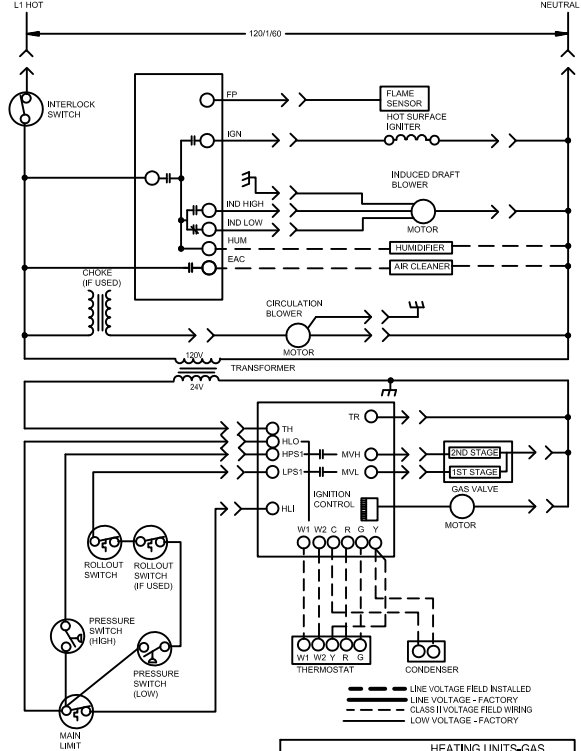 L1 HOT
NEUTRAL
120/1/60
INTERLOCK
SWITCH
FP
FLAME
SENSOR
HOT SURFACE
IGNITER
IGN
INDUCED DRAFT
BLOWER
IND HIGH
IND LOW
MOTOR
HUM
HUMIDIFIER
EAC
AIR CLEANER
CHOKE
(IF USED)
CIRCULATION
BLOWER
MOTOR
120V
TRANSFORMER
24V
TR
TH
HLO
HPS1
MVH
2ND STAGE
LPS1
MVL
1ST STAGE
GAS VALVE
IGNITION
CONTROL
HLI
MOTOR
W1 W2 C R G Y
ROLLOUT
SWITCH
ROLLOUT
SWITCH
(IF USED)
PRESSURE
SWITCH
(HIGH)
PRESSURE
SWITCH
(LOW)
W1 W2 Y R G
THERMOSTAT
CONDENSER
MAIN
LIMIT
LINE VOLTAGE FIELD INSTALLED
LINE VOLTAGE - FACTORY
CLASS II VOLTAGE FIELD WIRING
LOW VOLTAGE - FACTORY
HEATING UNITS-GAS